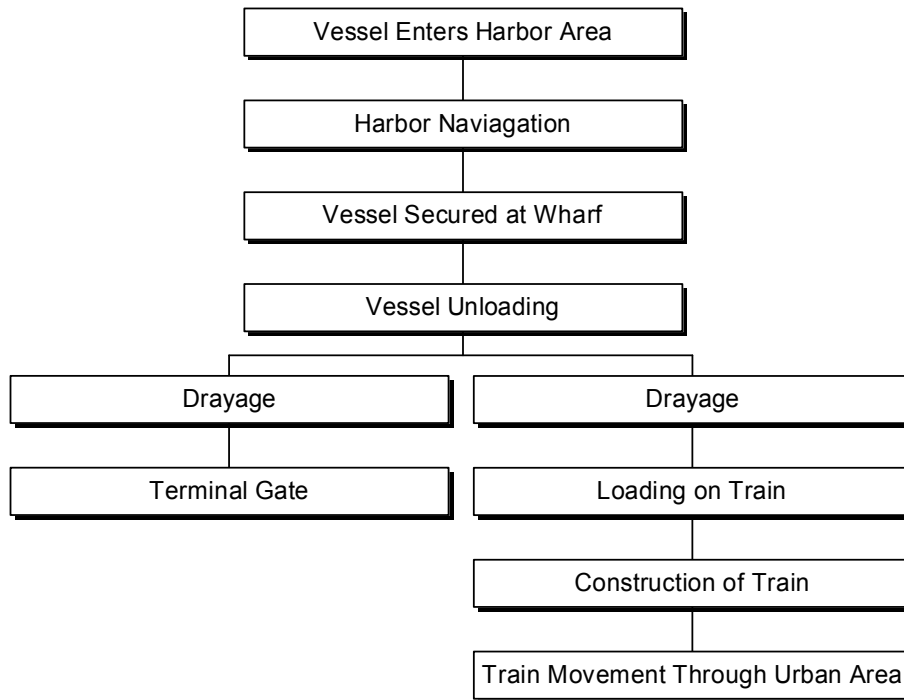 Vessel Enters Harbor Area
Harbor Naviagation
Vessel Secured at Wharf
Vessel Unloading
Drayage
Drayage
Terminal Gate
Loading on Train
Construction of Train
Train Movement Through Urban Area